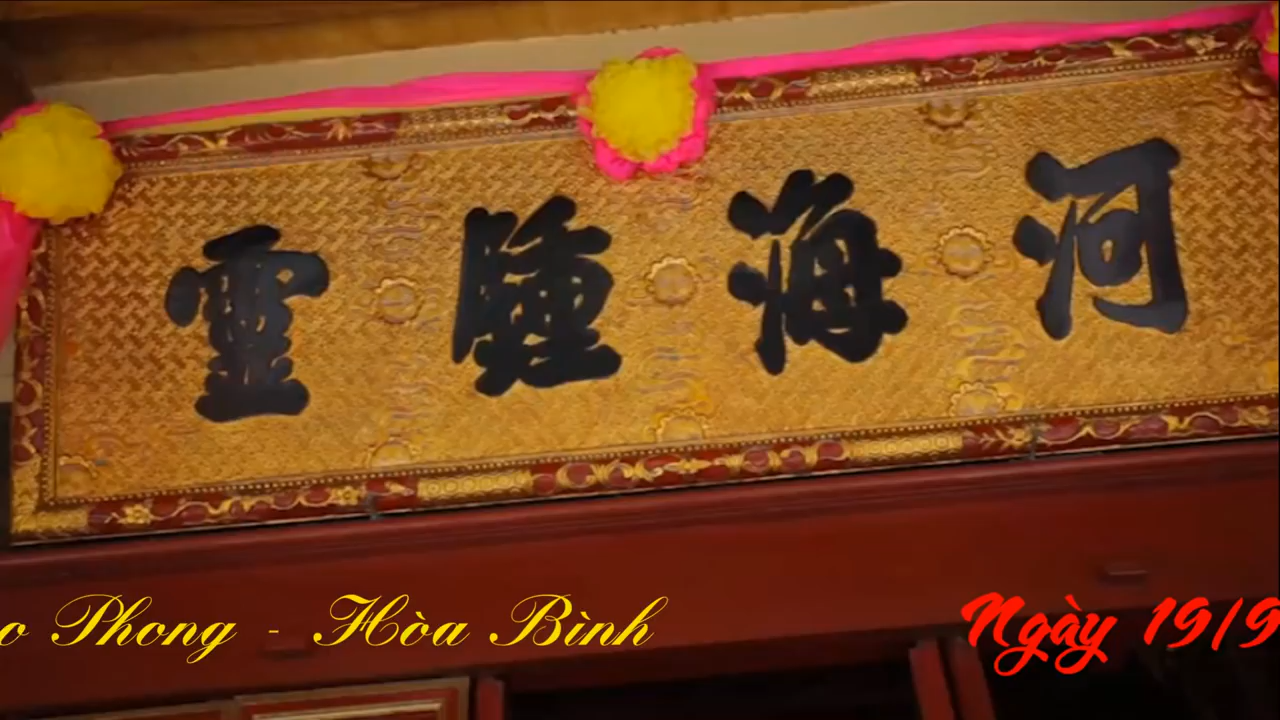 河海鍾靈
o Phong - Hòa Bình
Ngày 19/9